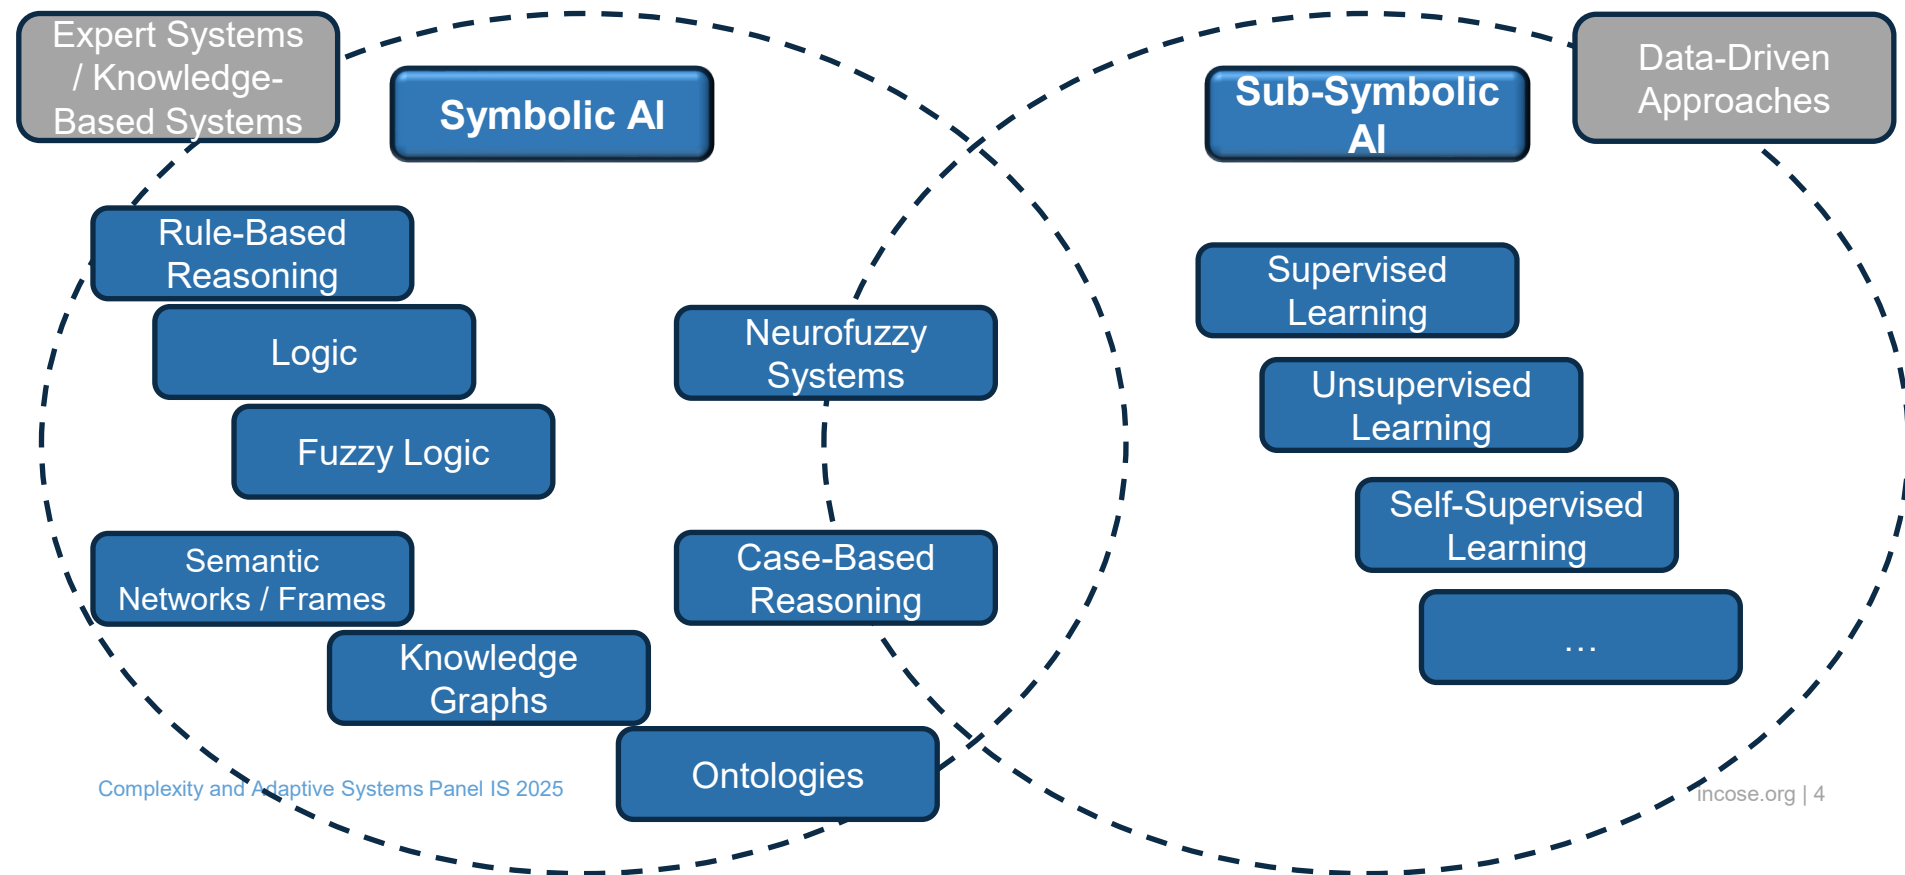 Expert Systems
/ Knowledge-
Based Systems
Symbolic AI
Sub-Symbolic
AI
Data-Driven
Approaches
Rule-Based
Reasoning
Logic
Fuzzy Logic
Semantic
Networks / Frames
Knowledge
Graphs
Ontologies
Neurofuzzy
Systems
Case-Based
Reasoning
Supervised
Learning
Unsupervised
Learning
Self-Supervised
Learning
…
Complexity and Adaptive Systems Panel IS 2025
incose.org | 4